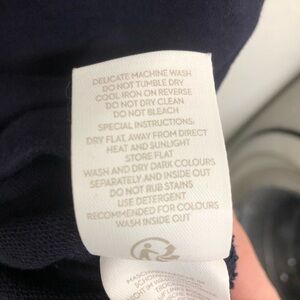 DELICATE MACHINE WASH
DO NOT TUMBLE DRY
COOL IRON ON REVERSE
DO NOT DRY CLEAN
DO NOT BLEACH
SPECIAL INSTRUCTIONS:
DRY FLAT, AWAY FROM DIRECT
HEAT AND SUNLIGHT
STORE FLAT
WASH AND DRY DARK COLOURS
SEPARATELY AND INSIDE OUT
DO NOT RUB STAINS
USE DETERGENT
RECOMMENDED FOR COLOURS
WASH INSIDE OUT